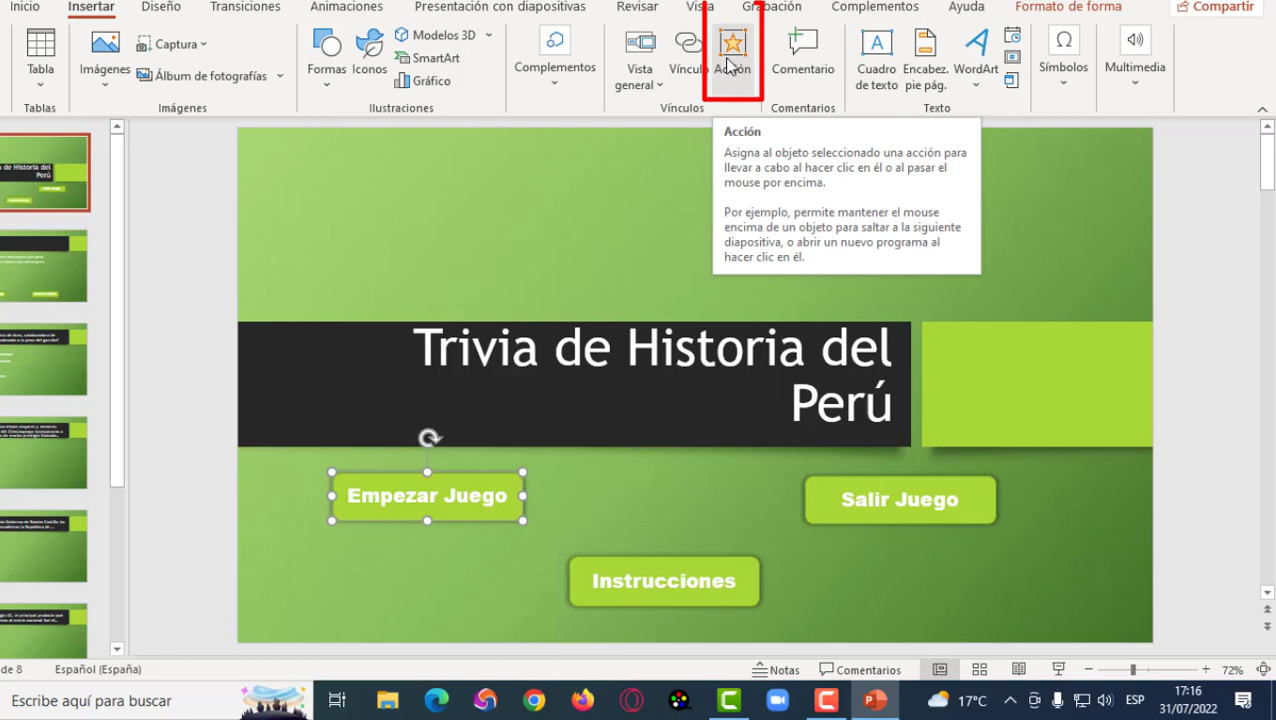 Inicio Insertar Diseño Transiciones Animaciones Presentación con diapositivas Revisar Vista Grabación Complementos Ayuda Formato de forma Compartir
Tabla
Imágenes
Captura
Álbum de fotografías
Formas
Iconos
Modelos 3D
SmartArt
Gráfico
Complementos
Vista
general
Vínculo
Acción
Comentario
Cuadro
de texto
Encabez.
pie pág.
WordArt
Símbolos
Multimedia
Tablas Imágenes Ilustraciones Vínculos Comentarios Texto
Acción
Asigna al objeto seleccionado una acción para
llevar a cabo al hacer clic en él o al pasar el
mouse por encima.
Por ejemplo, permite mantener el mouse
encima de un objeto para saltar a la siguiente
diapositiva, o abrir un nuevo programa al
hacer clic en él.
de Historia del
Perú
Trivia de Historia del
Perú
Empezar Juego
Salir Juego
Instrucciones
de 8 Español (España) Notas Comentarios 72%
Escribe aquí para buscar 17°C ESP 17:16
31/07/2022